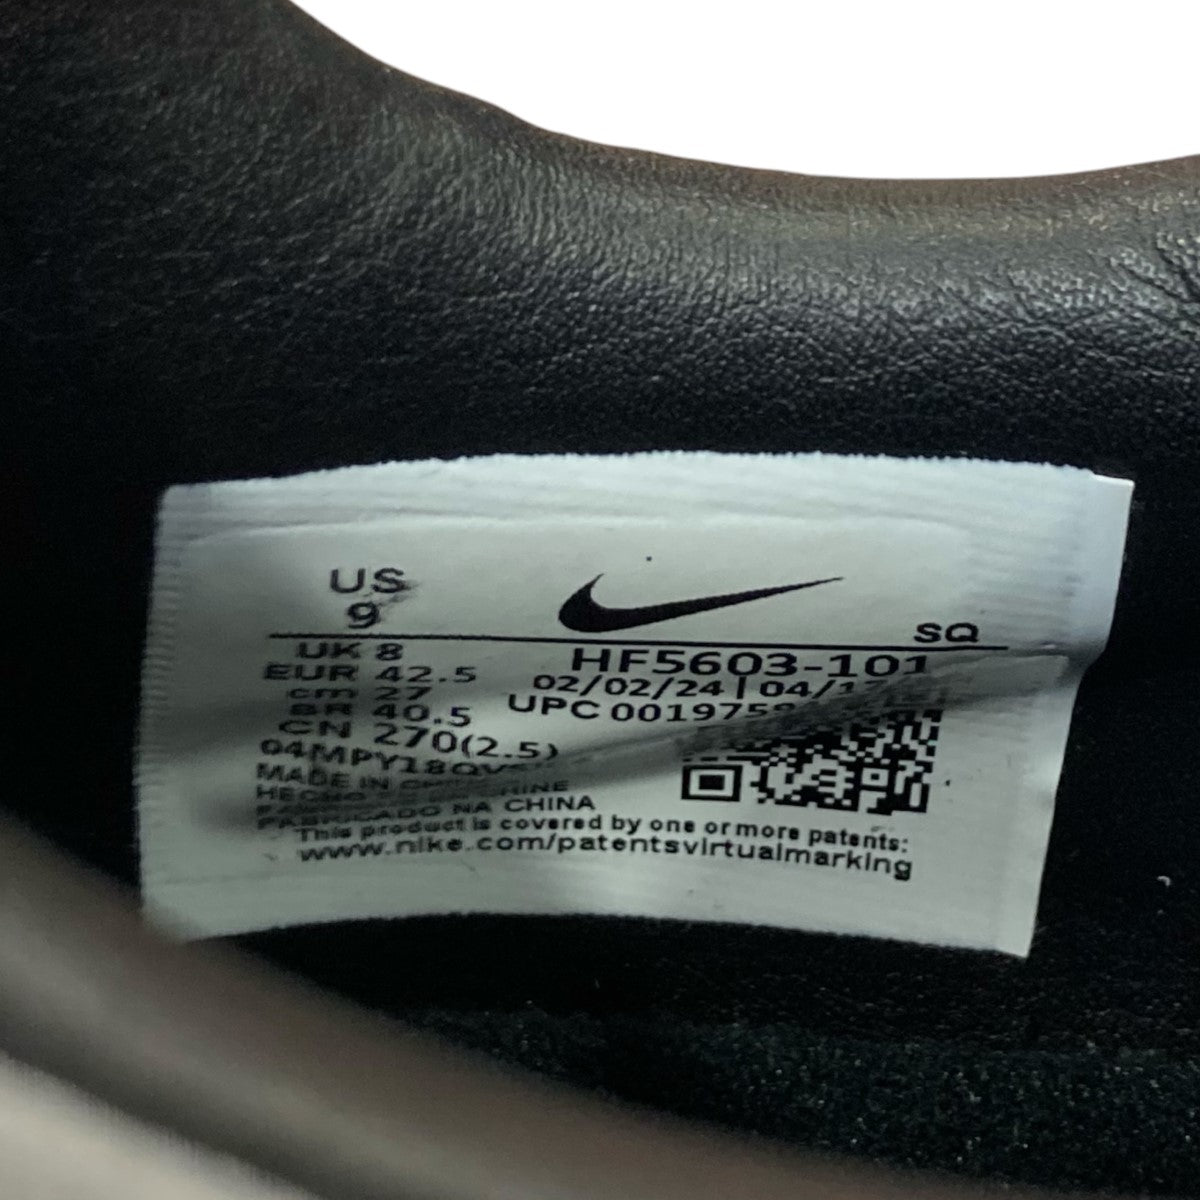 US
9
SQ
UK 8
HF5603-101
EUR 42.5
02/02/24 |
cm 27
UPC
BR 40.5
CN 270(2.5)
MADE IN
HECHO
FABRICADO NA CHINA
This product is covered by one or more patents:
www.nike.com/patentsvirtualmarking